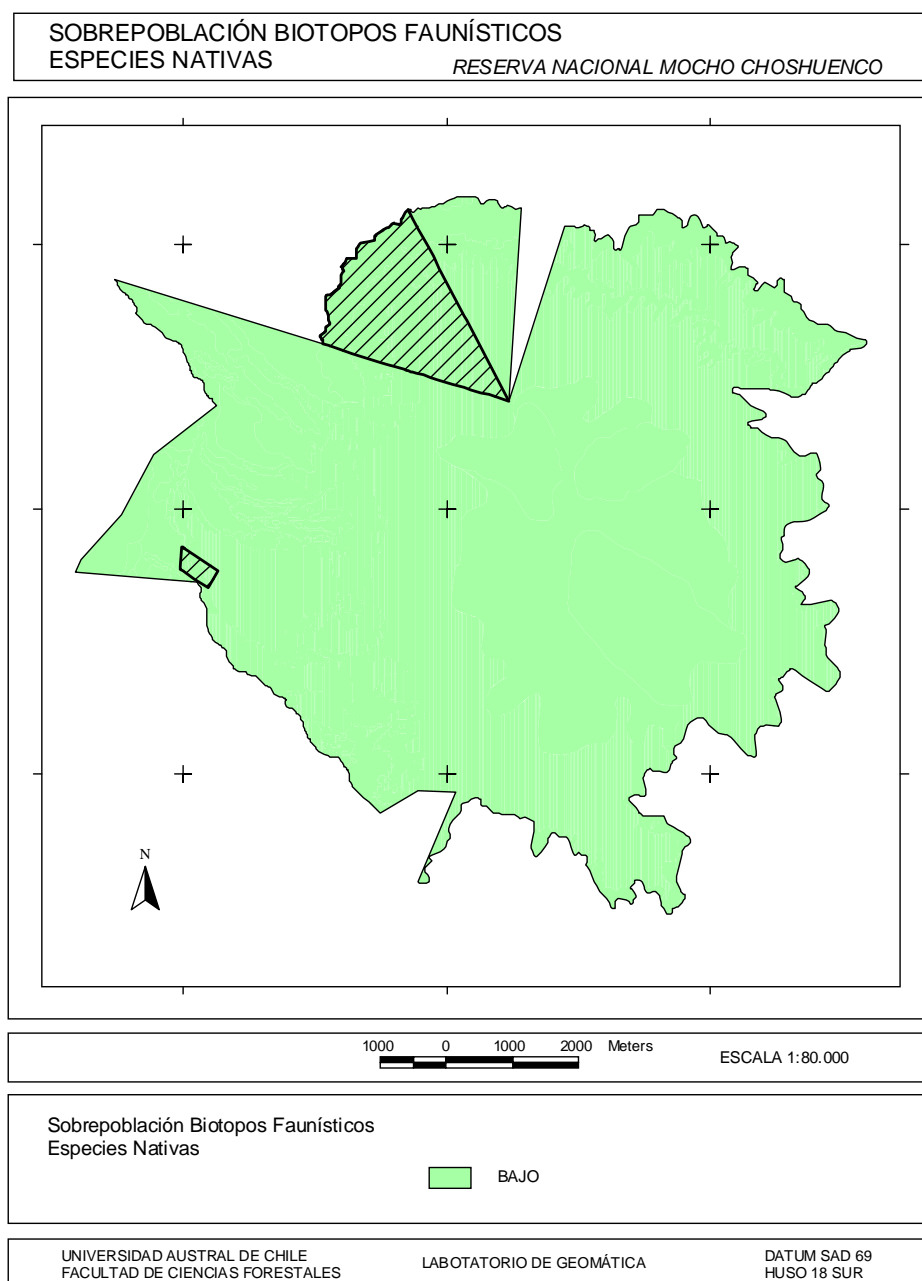 SOBREPOBLACIÓN BIOTOPOS FAUNÍSTICOS
ESPECIES NATIVAS
RESERVA NACIONAL MOCHO CHOSHUENCO
N
1000 0 1000 2000 Meters
ESCALA 1:80.000
Sobrepoblación Biotopos Faunísticos
Especies Nativas
BAJO
UNIVERSIDAD AUSTRAL DE CHILE
FACULTAD DE CIENCIAS FORESTALES
LABOTATORIO DE GEOMÁTICA
DATUM SAD 69
HUSO 18 SUR